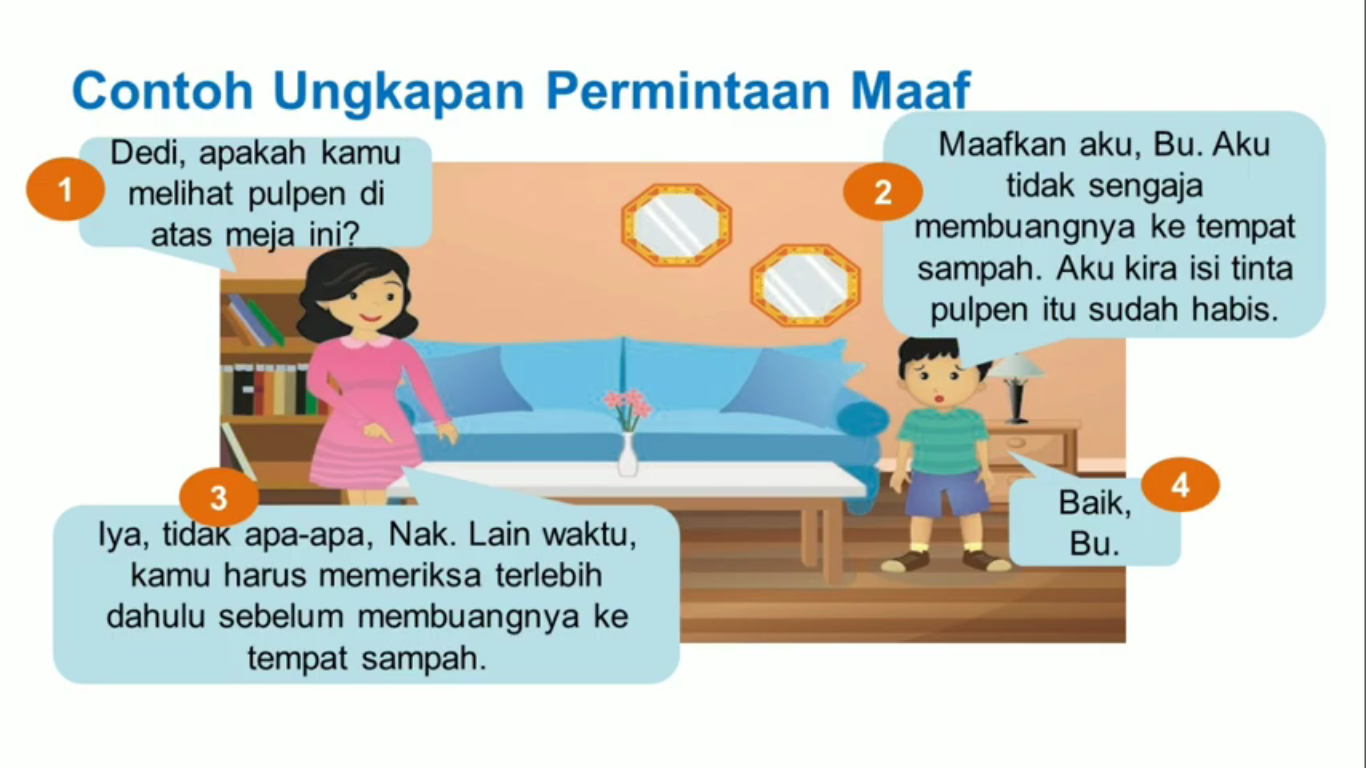 Contoh Ungkapan Permintaan Maaf
1
Dedi, apakah kamu
melihat pulpen di
atas meja ini?
2
Maafkan aku, Bu. Aku
tidak sengaja
membuangnya ke tempat
sampah. Aku kira isi tinta
pulpen itu sudah habis.
3
Iya, tidak apa-apa, Nak. Lain waktu,
kamu harus memeriksa terlebih
dahulu sebelum membuangnya ke
tempat sampah.
4
Baik,
Bu.